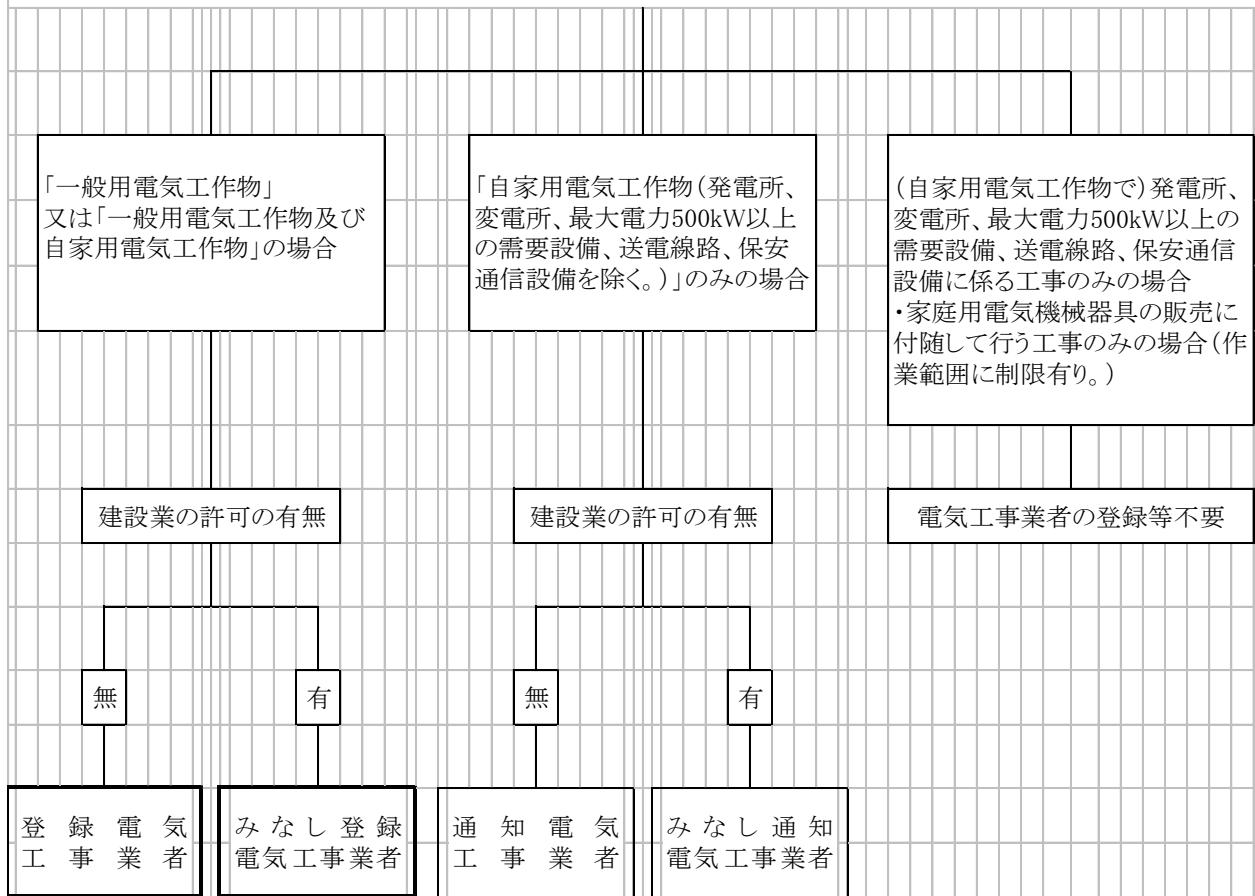 「一般用電気工作物」
又は「一般用電気工作物及び
自家用電気工作物」の場合
「自家用電気工作物(発電所、
変電所、最大電力500kW以上
の需要設備、送電線路、保安
通信設備を除く。)」のみの場合
(自家用電気工作物で)発電所、
変電所、最大電力500kW以上の
需要設備、送電線路、保安通信
設備に係る工事のみの場合
・家庭用電気機械器具の販売に
付随して行う工事のみの場合(作
業範囲に制限有り。)
建設業の許可の有無
建設業の許可の有無
電気工事業者の登録等不要
無
有
無
有
登録電気
工事業者
みなし登録
電気工事業者
通知電気
工事業者
みなし通知
電気工事業者